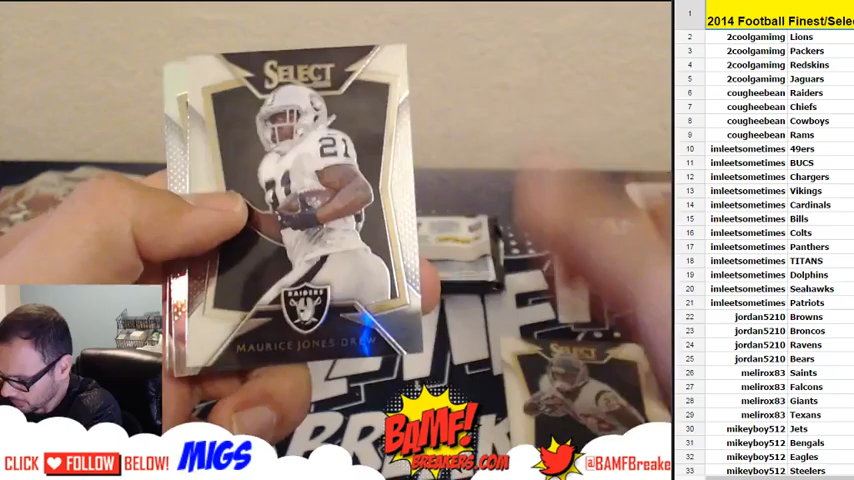 SELECT
21
21
RAIDERS
MAURICE JONES-DREW
SELECT
CLICK ❤ FOLLOW BELOW!
MIGS
BAMF!
BREAKERS.COM
@BAMFBreake
1
2014 Football Finest/Selec
2 2coolgamimg Lions
3 2coolgamimg Packers
4 2coolgamimg Redskins
5 2coolgamimg Jaguars
6 cougheebean Raiders
7 cougheebean Chiefs
8 cougheebean Cowboys
9 cougheebean Rams
10 imleetsometimes 49ers
11 imleetsometimes BUCS
12 imleetsometimes Chargers
13 imleetsometimes Vikings
14 imleetsometimes Cardinals
15 imleetsometimes Bills
16 imleetsometimes Colts
17 imleetsometimes Panthers
18 imleetsometimes TITANS
19 imleetsometimes Dolphins
20 imleetsometimes Seahawks
21 imleetsometimes Patriots
22 jordan5210 Browns
23 jordan5210 Broncos
24 jordan5210 Ravens
25 jordan5210 Bears
26 melirox83 Saints
27 melirox83 Falcons
28 melirox83 Giants
29 melirox83 Texans
30 mikeyboy512 Jets
31 mikeyboy512 Bengals
32 mikeyboy512 Eagles
33 mikeyboy512 Steelers